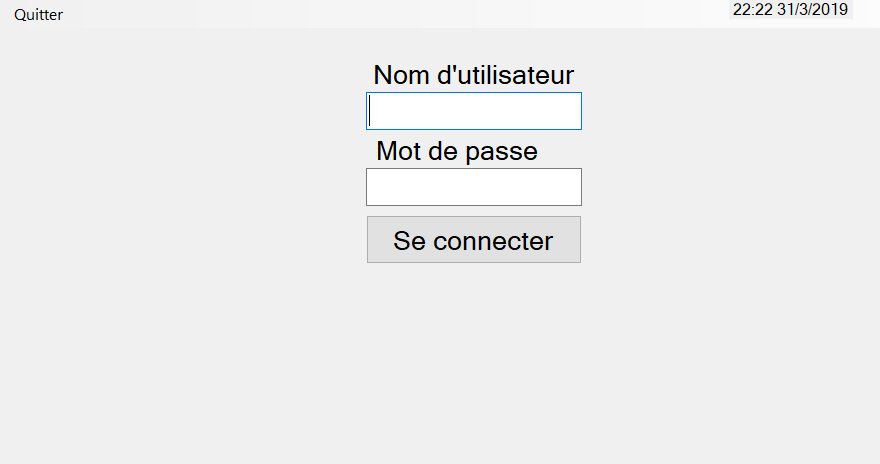 Quitter
22:22 31/3/2019
Nom d'utilisateur
Mot de passe
Se connecter